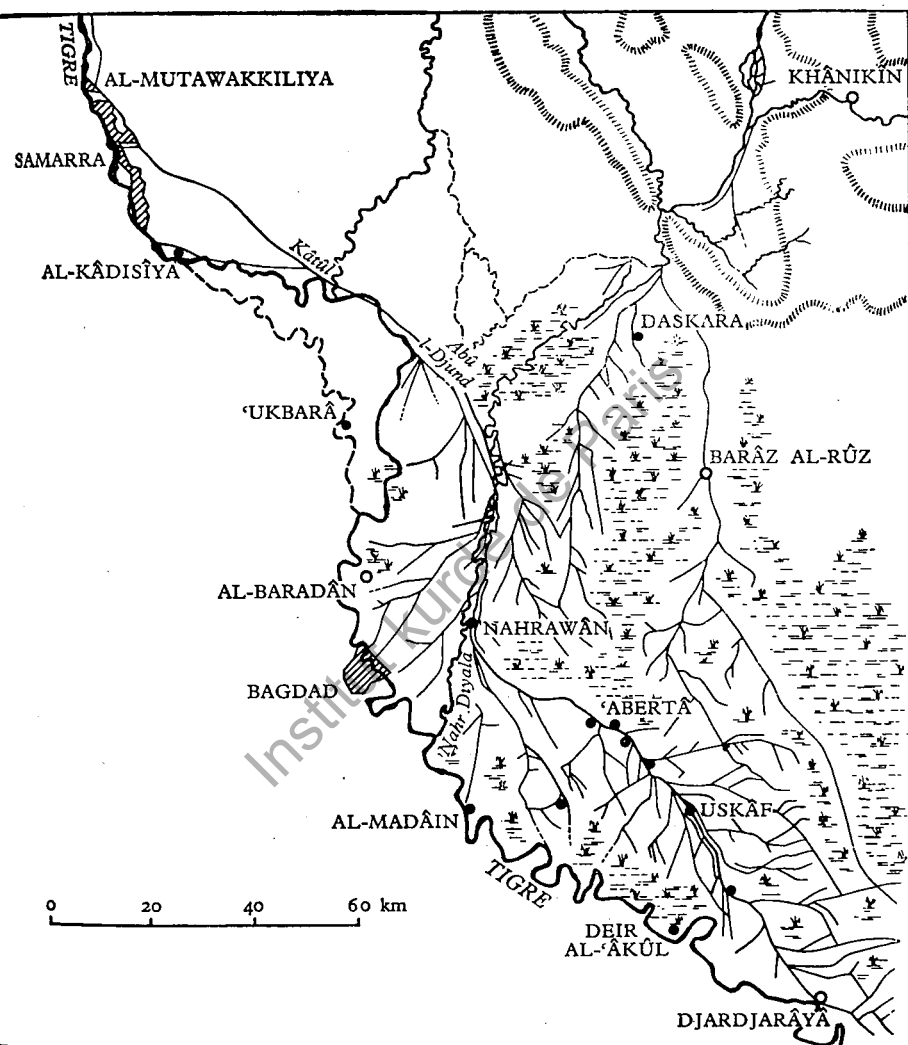 TIGRE
AL-MUTAWAKKILIYA
KHÂNIKÎN
SAMARRA
AL-KÂDISÎYA
Kâtûl
DASKARA
Abû
l-Djund
'UKBARÂ
BARÂZ AL-RÛZ
AL-BARADÂN
NAHRAWÂN
BAGDAD
'ABERTÂ
Nahr Diyala
USKÂF
AL-MADÂIN
TIGRE
0 20 40 60 km
DEIR
AL-'ÂKÛL
DJARDJARÂYÂ
Institut kurde de Paris